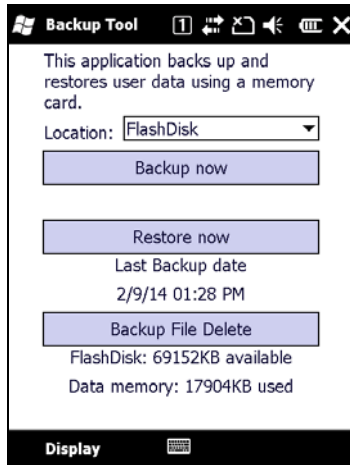 Backup Tool 1
This application backs up and
restores user data using a memory
card.
Location: FlashDisk
Backup now
Restore now
Last Backup date
2/9/14 01:28 PM
Backup File Delete
FlashDisk: 69152KB available
Data memory: 17904KB used
Display